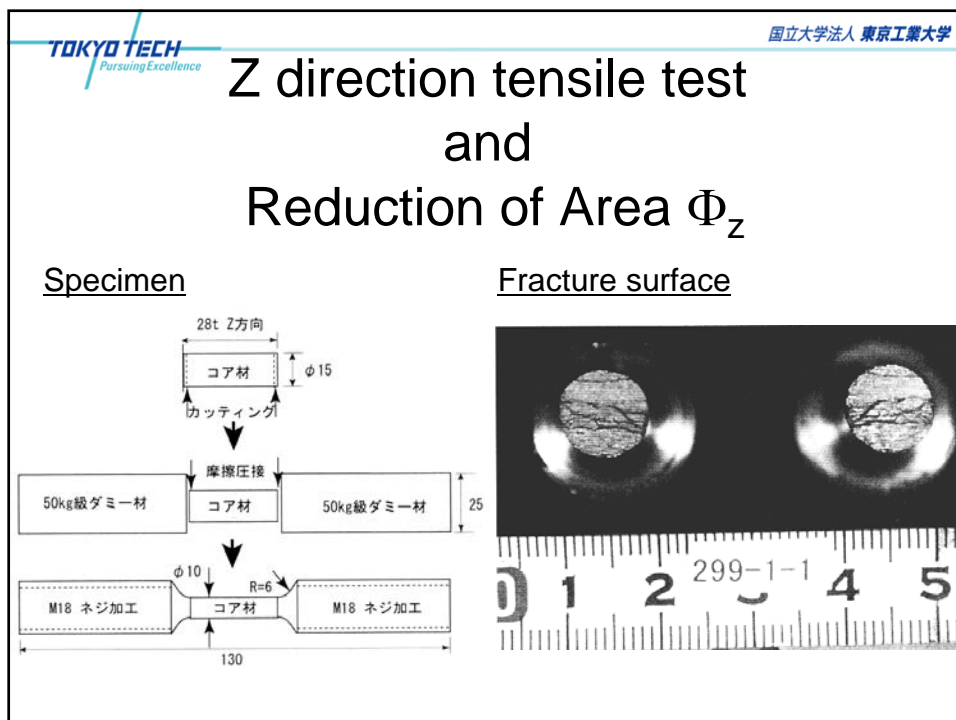 TOKYO TECH
Pursuing Excellence
国立大学法人 東京工業大学
Z direction tensile test
and
Reduction of Area Φz
Specimen
Fracture surface
28t Z方向
コア材
φ15
カッティング
摩擦圧接
50kg級ダミー材
コア材
50kg級ダミー材
25
φ10
R=6
M18 ネジ加工
コア材
M18 ネジ加工
130
299-1-1
0 1 2 3 4 5